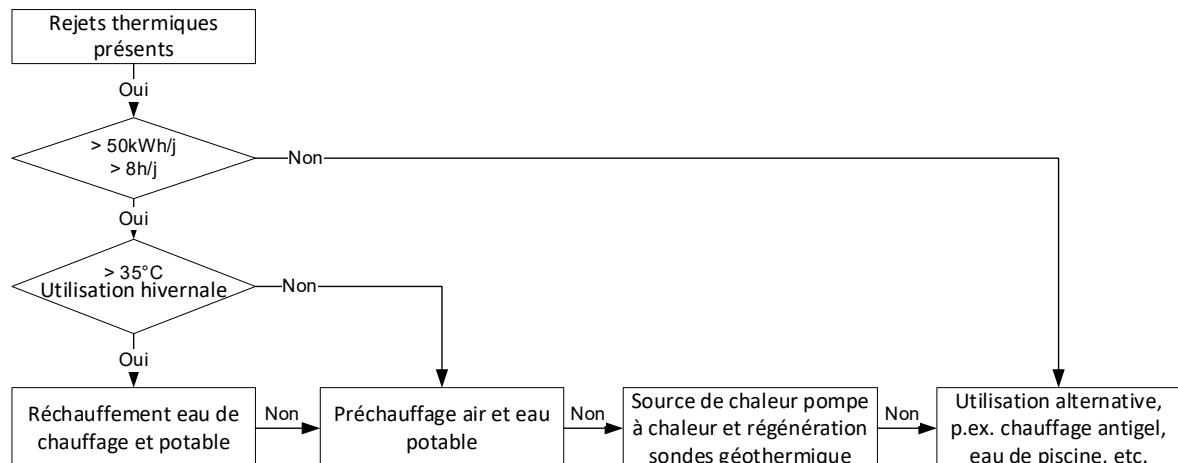 Rejets thermiques
présents
Oui
> 50kWh/j
> 8h/j
Non
Oui
> 35°C
Utilisation hivernale
Non
Oui
Réchauffement eau de
chauffage et potable
Non
Préchauffage air et eau
potable
Non
Source de chaleur pompe
à chaleur et régénération
sondes géothermique
Non
Utilisation alternative,
p.ex. chauffage antigel,
eau de piscine, etc.